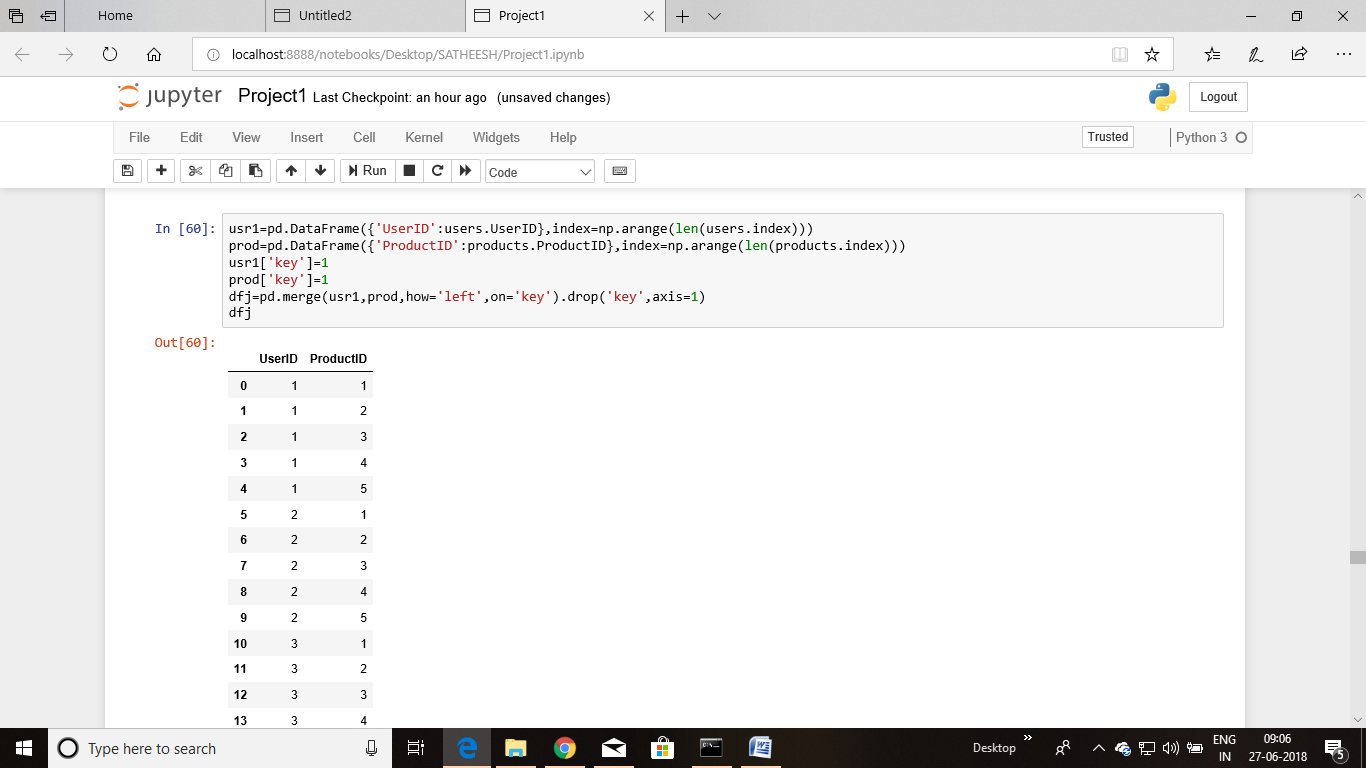 Home
Untitled2
Project1
localhost:8888/notebooks/Desktop/SATHEESH/Project1.ipynb
jupyter Project1 Last Checkpoint: an hour ago (unsaved changes)
Logout
File Edit View Insert Cell Kernel Widgets Help
Trusted
Python 3
Run
Code
In [60]:
usr1=pd.DataFrame({'UserID':users.UserID},index=np.arange(len(users.index)))
prod=pd.DataFrame({'ProductID':products.ProductID},index=np.arange(len(products.index)))
usr1['key']=1
prod['key']=1
dfj=pd.merge(usr1,prod,how='left',on='key').drop('key',axis=1)
dfj
Out[60]:
UserID ProductID
0 1 1
1 1 2
2 1 3
3 1 4
4 1 5
5 2 1
6 2 2
7 2 3
8 2 4
9 2 5
10 3 1
11 3 2
12 3 3
13 3 4
Type here to search
Desktop
ENG
IN
09:06
27-06-2018
5